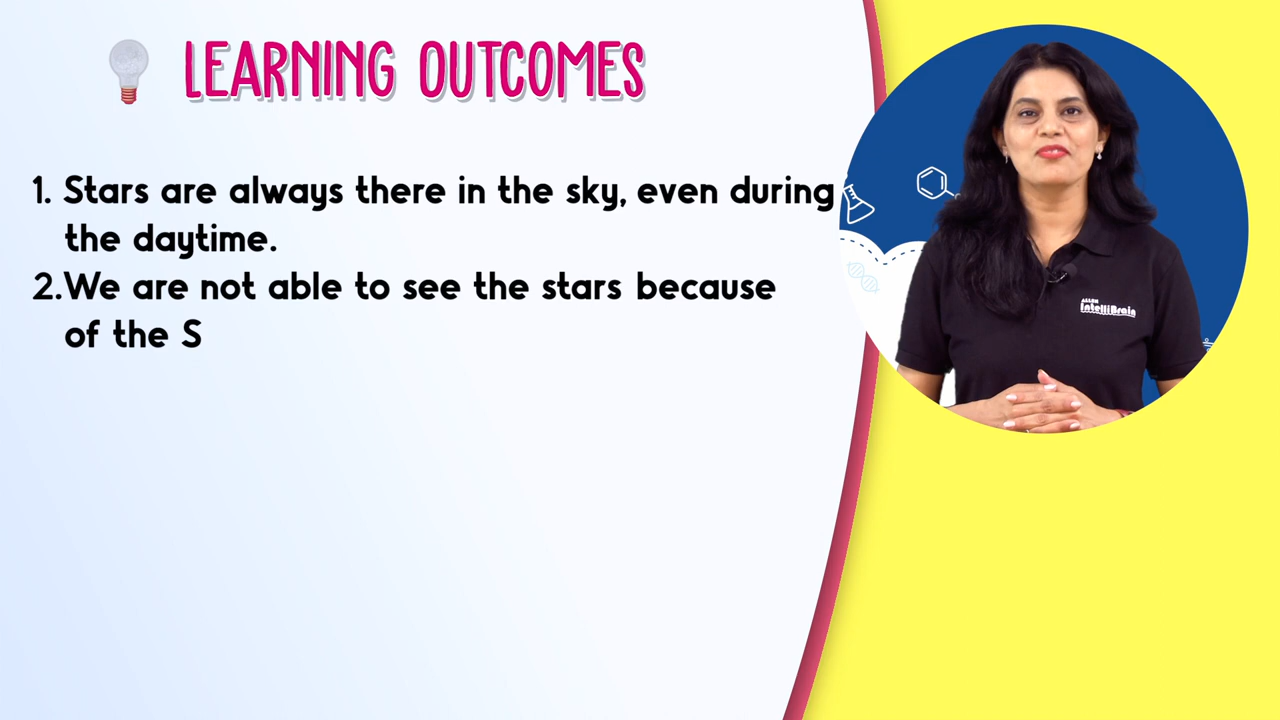 LEARNING OUTCOMES
1. Stars are always there in the sky, even during
the daytime.
2.We are not able to see the stars because
of the S
ALLEN
IntelliBrain